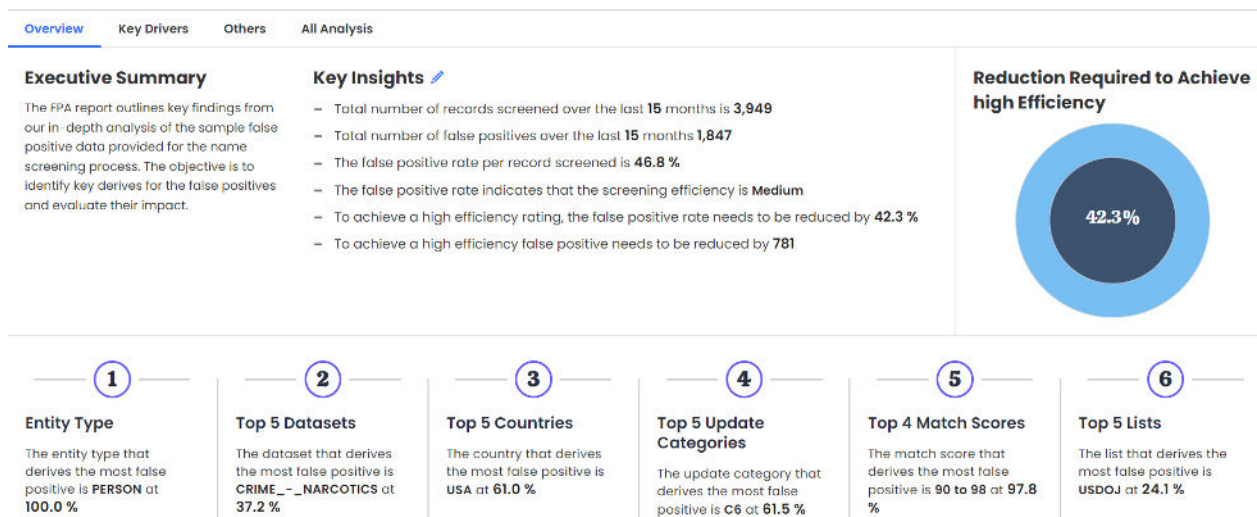 Overview Key Drivers Others All Analysis
Executive Summary
The FPA report outlines key findings from
our in-depth analysis of the sample false
positive data provided for the name
screening process. The objective is to
identify key derives for the false positives
and evaluate their impact.
Key Insights
– Total number of records screened over the last 15 months is 3,949
– Total number of false positives over the last 15 months 1,847
– The false positive rate per record screened is 46.8 %
– The false positive rate indicates that the screening efficiency is Medium
– To achieve a high efficiency rating, the false positive rate needs to be reduced by 42.3 %
– To achieve a high efficiency false positive needs to be reduced by 781
Reduction Required to Achieve
high Efficiency
42.3%
1
Entity Type
The entity type that
derives the most false
positive is PERSON at
100.0 %
2
Top 5 Datasets
The dataset that derives
the most false positive is
CRIME_-_NARCOTICS at
37.2 %
3
Top 5 Countries
The country that derives
the most false positive is
USA at 61.0 %
4
Top 5 Update
Categories
The update category that
derives the most false
positive is C6 at 61.5 %
5
Top 4 Match Scores
The match score that
derives the most false
positive is 90 to 98 at 97.8
%
6
Top 5 Lists
The list that derives the
most false positive is
USDOJ at 24.1 %